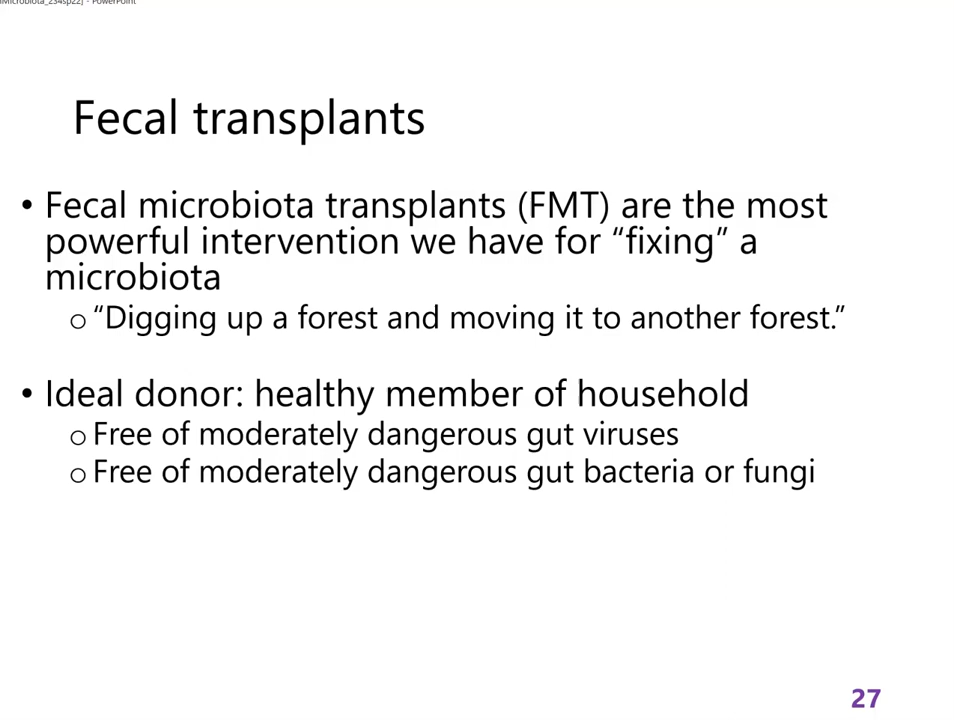 Microbiota_234sp22] - PowerPoint
Fecal transplants
• Fecal microbiota transplants (FMT) are the most
powerful intervention we have for “fixing” a
microbiota
o “Digging up a forest and moving it to another forest.”
• Ideal donor: healthy member of household
o Free of moderately dangerous gut viruses
o Free of moderately dangerous gut bacteria or fungi
27